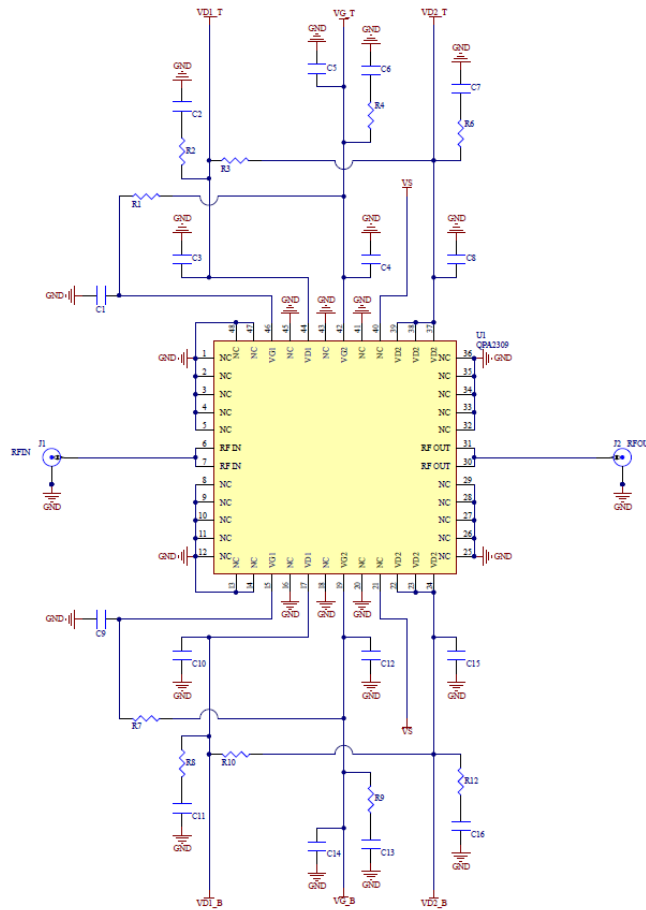 VD1_T VG_T VD2_T
GND GND GND
C5 C6
GND C7
C2 R4 R6
R2 R3
R1 VS
GND GND GND
C3 C4 C8
GND C1
GND GND GND
48 47 46 45 44 43 42 41 40 39 38 37
NC NC VG1 NC VD1 NC VG2 NC NC VD2 VD2 VD2
U1
QPA2309
GND 1 NC NC 36 GND
2 NC NC 35
3 NC NC 34
4 NC NC 33
5 NC NC 32
J1 RFIN 6 RF IN RF OUT 31 J2 RFOU
7 RF IN RF OUT 30
GND GND
8 NC NC 29
9 NC NC 28
10 NC NC 27
11 NC NC 26
GND 12 NC NC 25 GND
NC NC VG1 NC VD1 NC VG2 NC NC VD2 VD2 VD2
13 14 15 16 17 18 19 20 21 22 23 24
GND GND GND
GND C9
C10 C12 C15
GND GND GND
R7 VS
R8 R10 R12
R9
C11 C16
GND C14 C13 GND
GND GND
VD1_B VG_B VD2_B